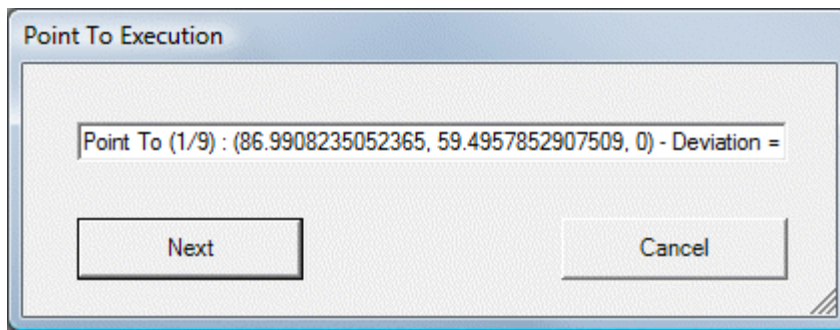 Point To Execution
Point To (1/9) : (86.9908235052365, 59.4957852907509, 0) - Deviation =
Next Cancel